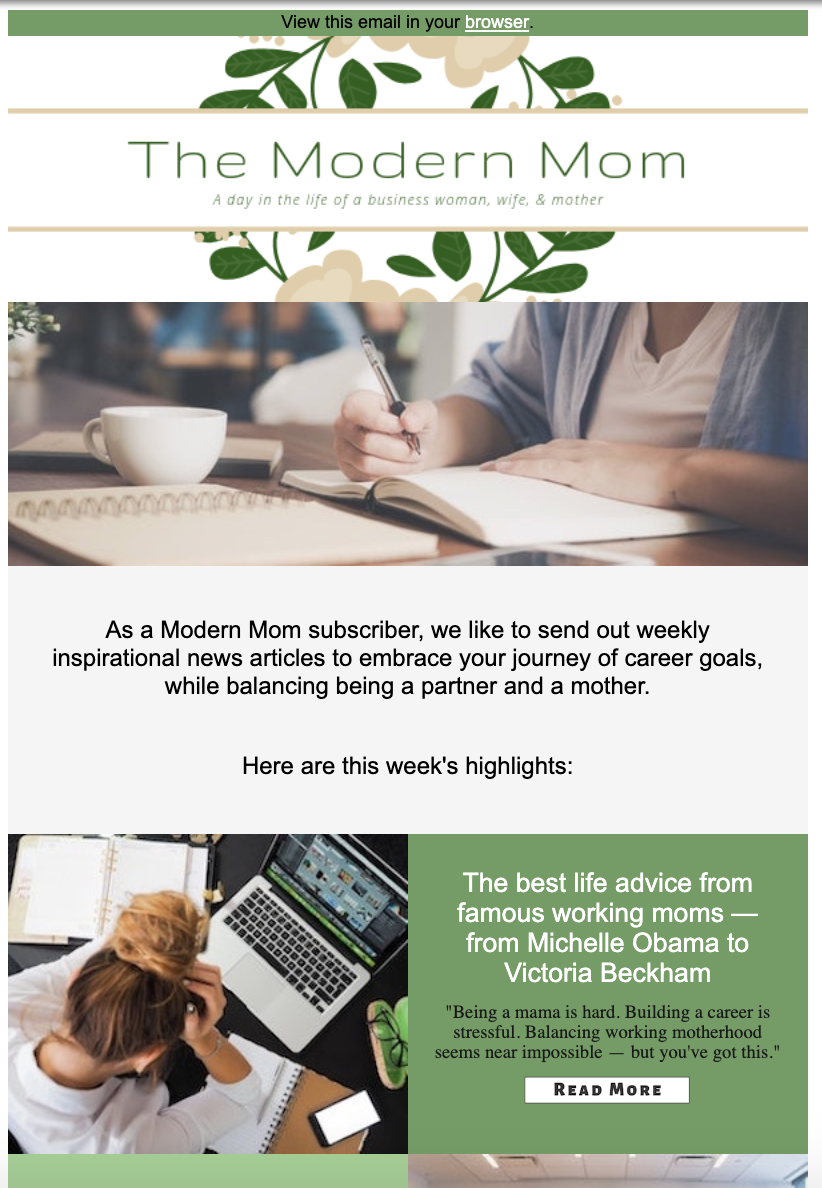 View this email in your browser.
The Modern Mom
A day in the life of a business woman, wife, & mother
As a Modern Mom subscriber, we like to send out weekly
inspirational news articles to embrace your journey of career goals,
while balancing being a partner and a mother.
Here are this week's highlights:
The best life advice from
famous working moms —
from Michelle Obama to
Victoria Beckham
"Being a mama is hard. Building a career is
stressful. Balancing working motherhood
seems near impossible — but you've got this."
Read More